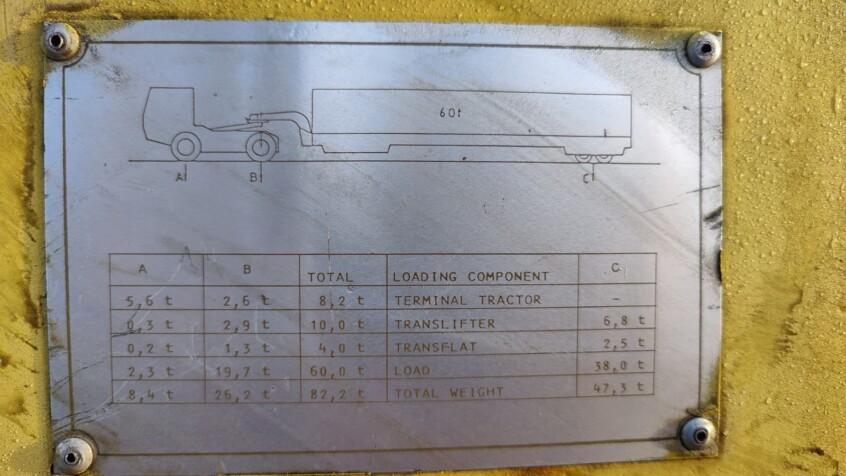 60t
A B C
A B TOTAL LOADING COMPONENT C
5,6 t 2,6 t 8,2 t TERMINAL TRACTOR –
0,3 t 2,9 t 10,0 t TRANSLIFTER 6,8 t
0,2 t 1,3 t 4,0 t TRANSFLAT 2,5 t
2,3 t 19,7 t 60,0 t LOAD 38,0 t
8,4 t t 82,2 t TOTAL WEIGHT 47,3 t